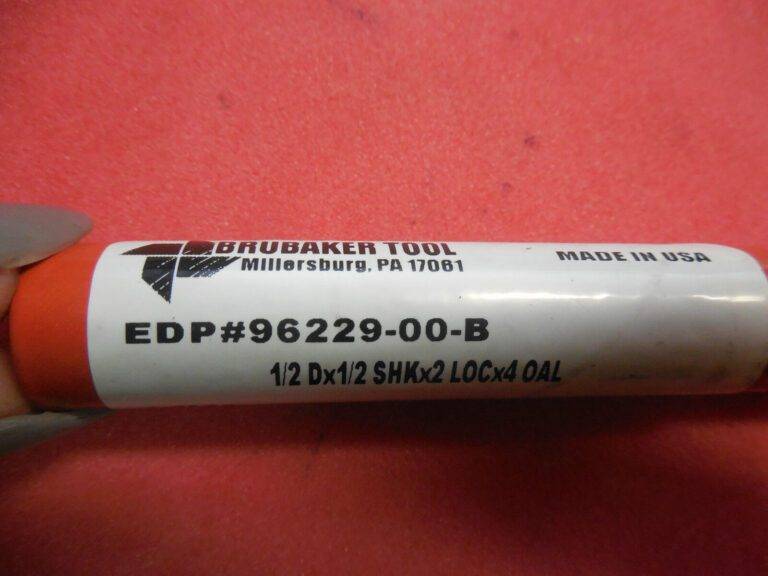 BRUBAKER TOOL
Millersburg, PA 17061
MADE IN USA
EDP#96229-00-B
1/2 Dx1/2 SHKx2 LOCx4 OAL